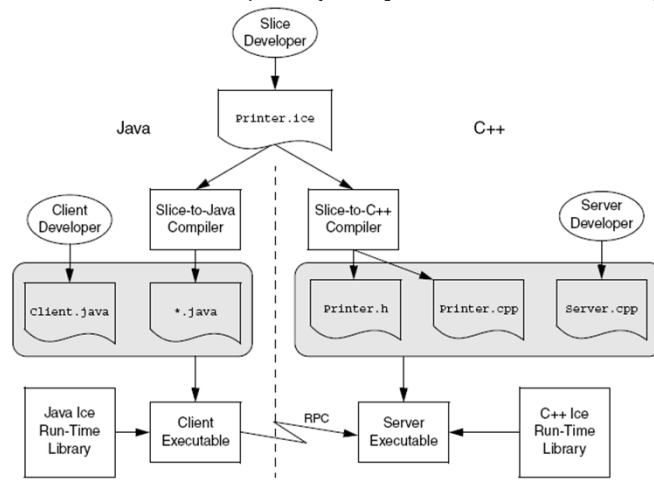 Slice
Developer
Printer.ice
Java
C++
Client
Developer
Slice-to-Java
Compiler
Slice-to-C++
Compiler
Server
Developer
Client.java
*.java
Printer.h
Printer.cpp
Server.cpp
Java Ice
Run-Time
Library
Client
Executable
RPC
Server
Executable
C++ Ice
Run-Time
Library